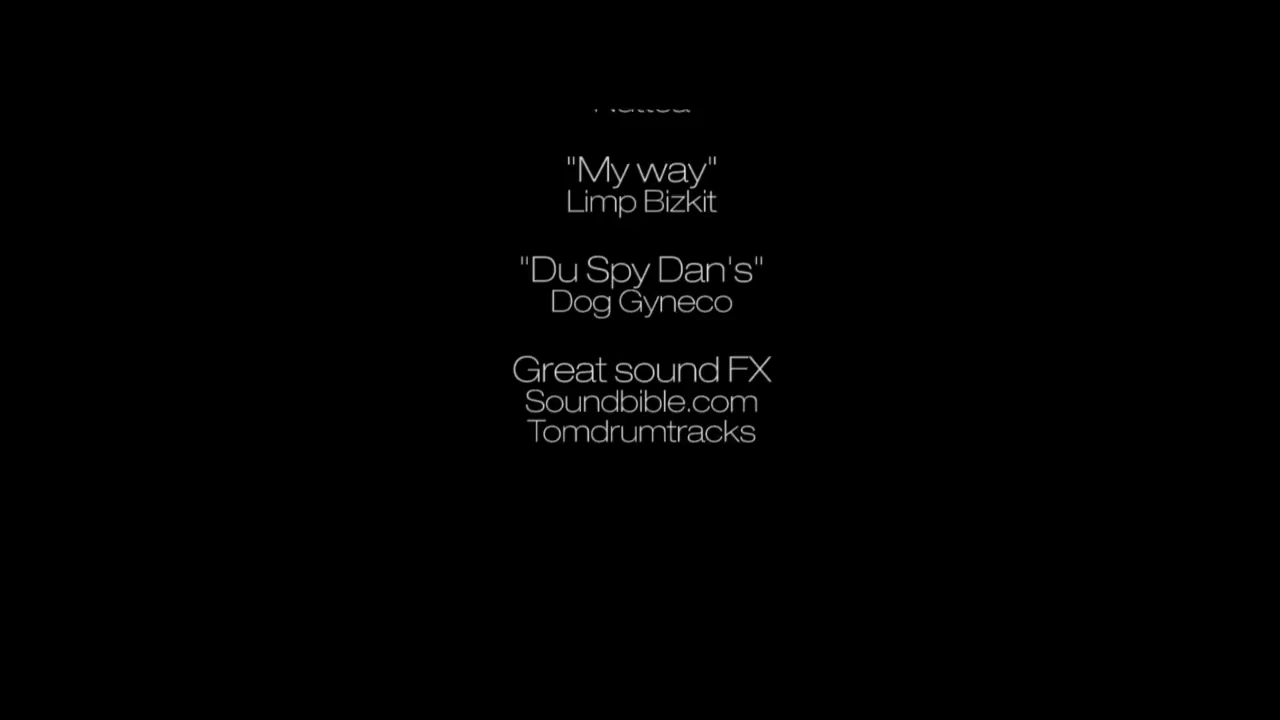 "My way"
Limp Bizkit
"Du Spy Dan's"
Dog Gyneco
Great sound FX
Soundbible.com
Tomdrumtracks